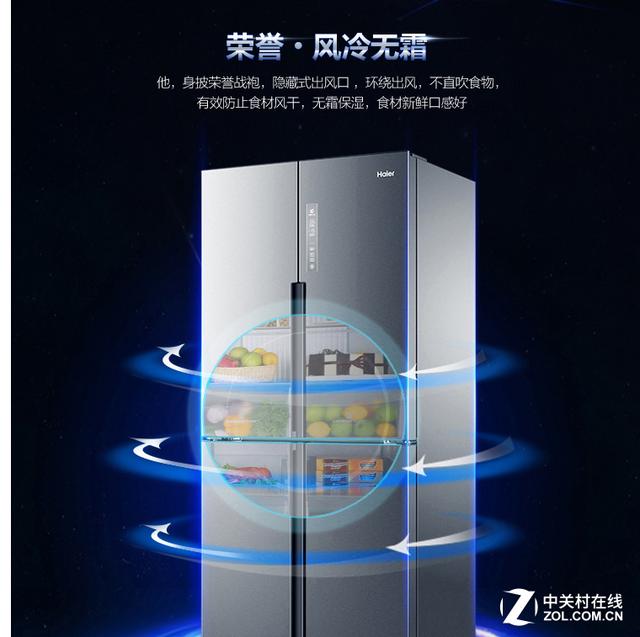 荣誉·风冷无霜
他，身披荣誉战袍，隐藏式出风口，环绕出风，不直吹食物，
有效防止食材风干，无霜保湿，食材新鲜口感好
Haier
中关村在线
ZOL.COM.CN